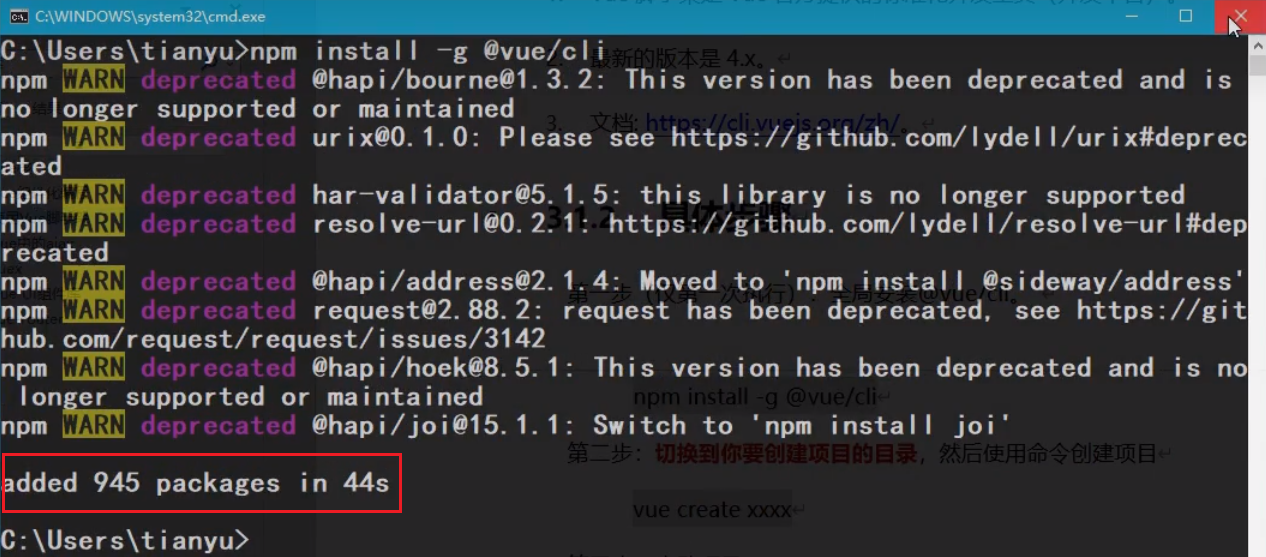 C:\WINDOWS\system32\cmd.exe
C:\Users\tianyu>npm install -g @vue/cli
最新的版本是 4.x。
npm WARN deprecated @hapi/bourne@1.3.2: This version has been deprecated and is
no longer supported or maintained
3. 文档: https://cli.vuejs.org/zh/。
npm WARN deprecated urix@0.1.0: Please see https://github.com/lydell/urix#deprec
ated
npm WARN deprecated har-validator@5.1.5: this library is no longer supported
3.1.2 具体步骤
npm WARN deprecated resolve-url@0.2.1: https://github.com/lydell/resolve-url#dep
recated
npm WARN deprecated @hapi/address@2.1.4: Moved to 'npm install @sideway/address'
第一步（仅第一次执行）：全局安装@vue/cli。
npm WARN deprecated request@2.88.2: request has been deprecated, see https://git
hub.com/request/request/issues/3142
npm WARN deprecated @hapi/hoek@8.5.1: This version has been deprecated and is no
 longer supported or maintained
npm install -g @vue/cli
npm WARN deprecated @hapi/joi@15.1.1: Switch to 'npm install joi'
第二步：切换到你要创建项目的目录，然后使用命令创建项目
added 945 packages in 44s
vue create xxxx
C:\Users\tianyu>